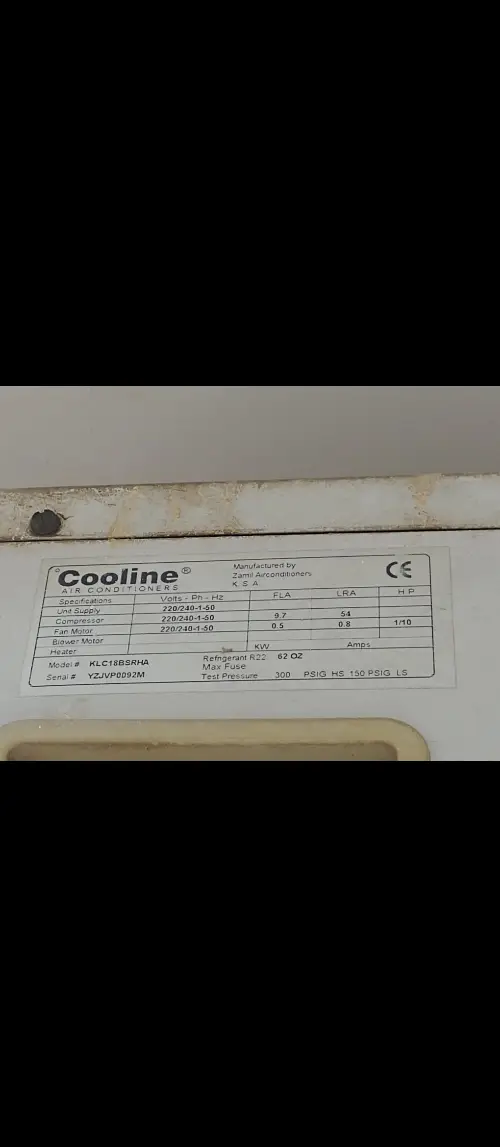 Cooline®
AIR CONDITIONERS
Manufactured by
Zamil Airconditioners
K S A
CE
Specifications Volts - Ph - Hz FLA LRA H P
Unit Supply 220/240-1-50
Compressor 220/240-1-50 9.7 54
Fan Motor 220/240-1-50 0.5 0.8 1/10
Blower Motor
Heater KW Amps
Model # KLC18BSRHA Refrigerant R22 62 OZ
Max Fuse
Serial # YZJVP0092M Test Pressure 300 PSIG HS 150 PSIG LS